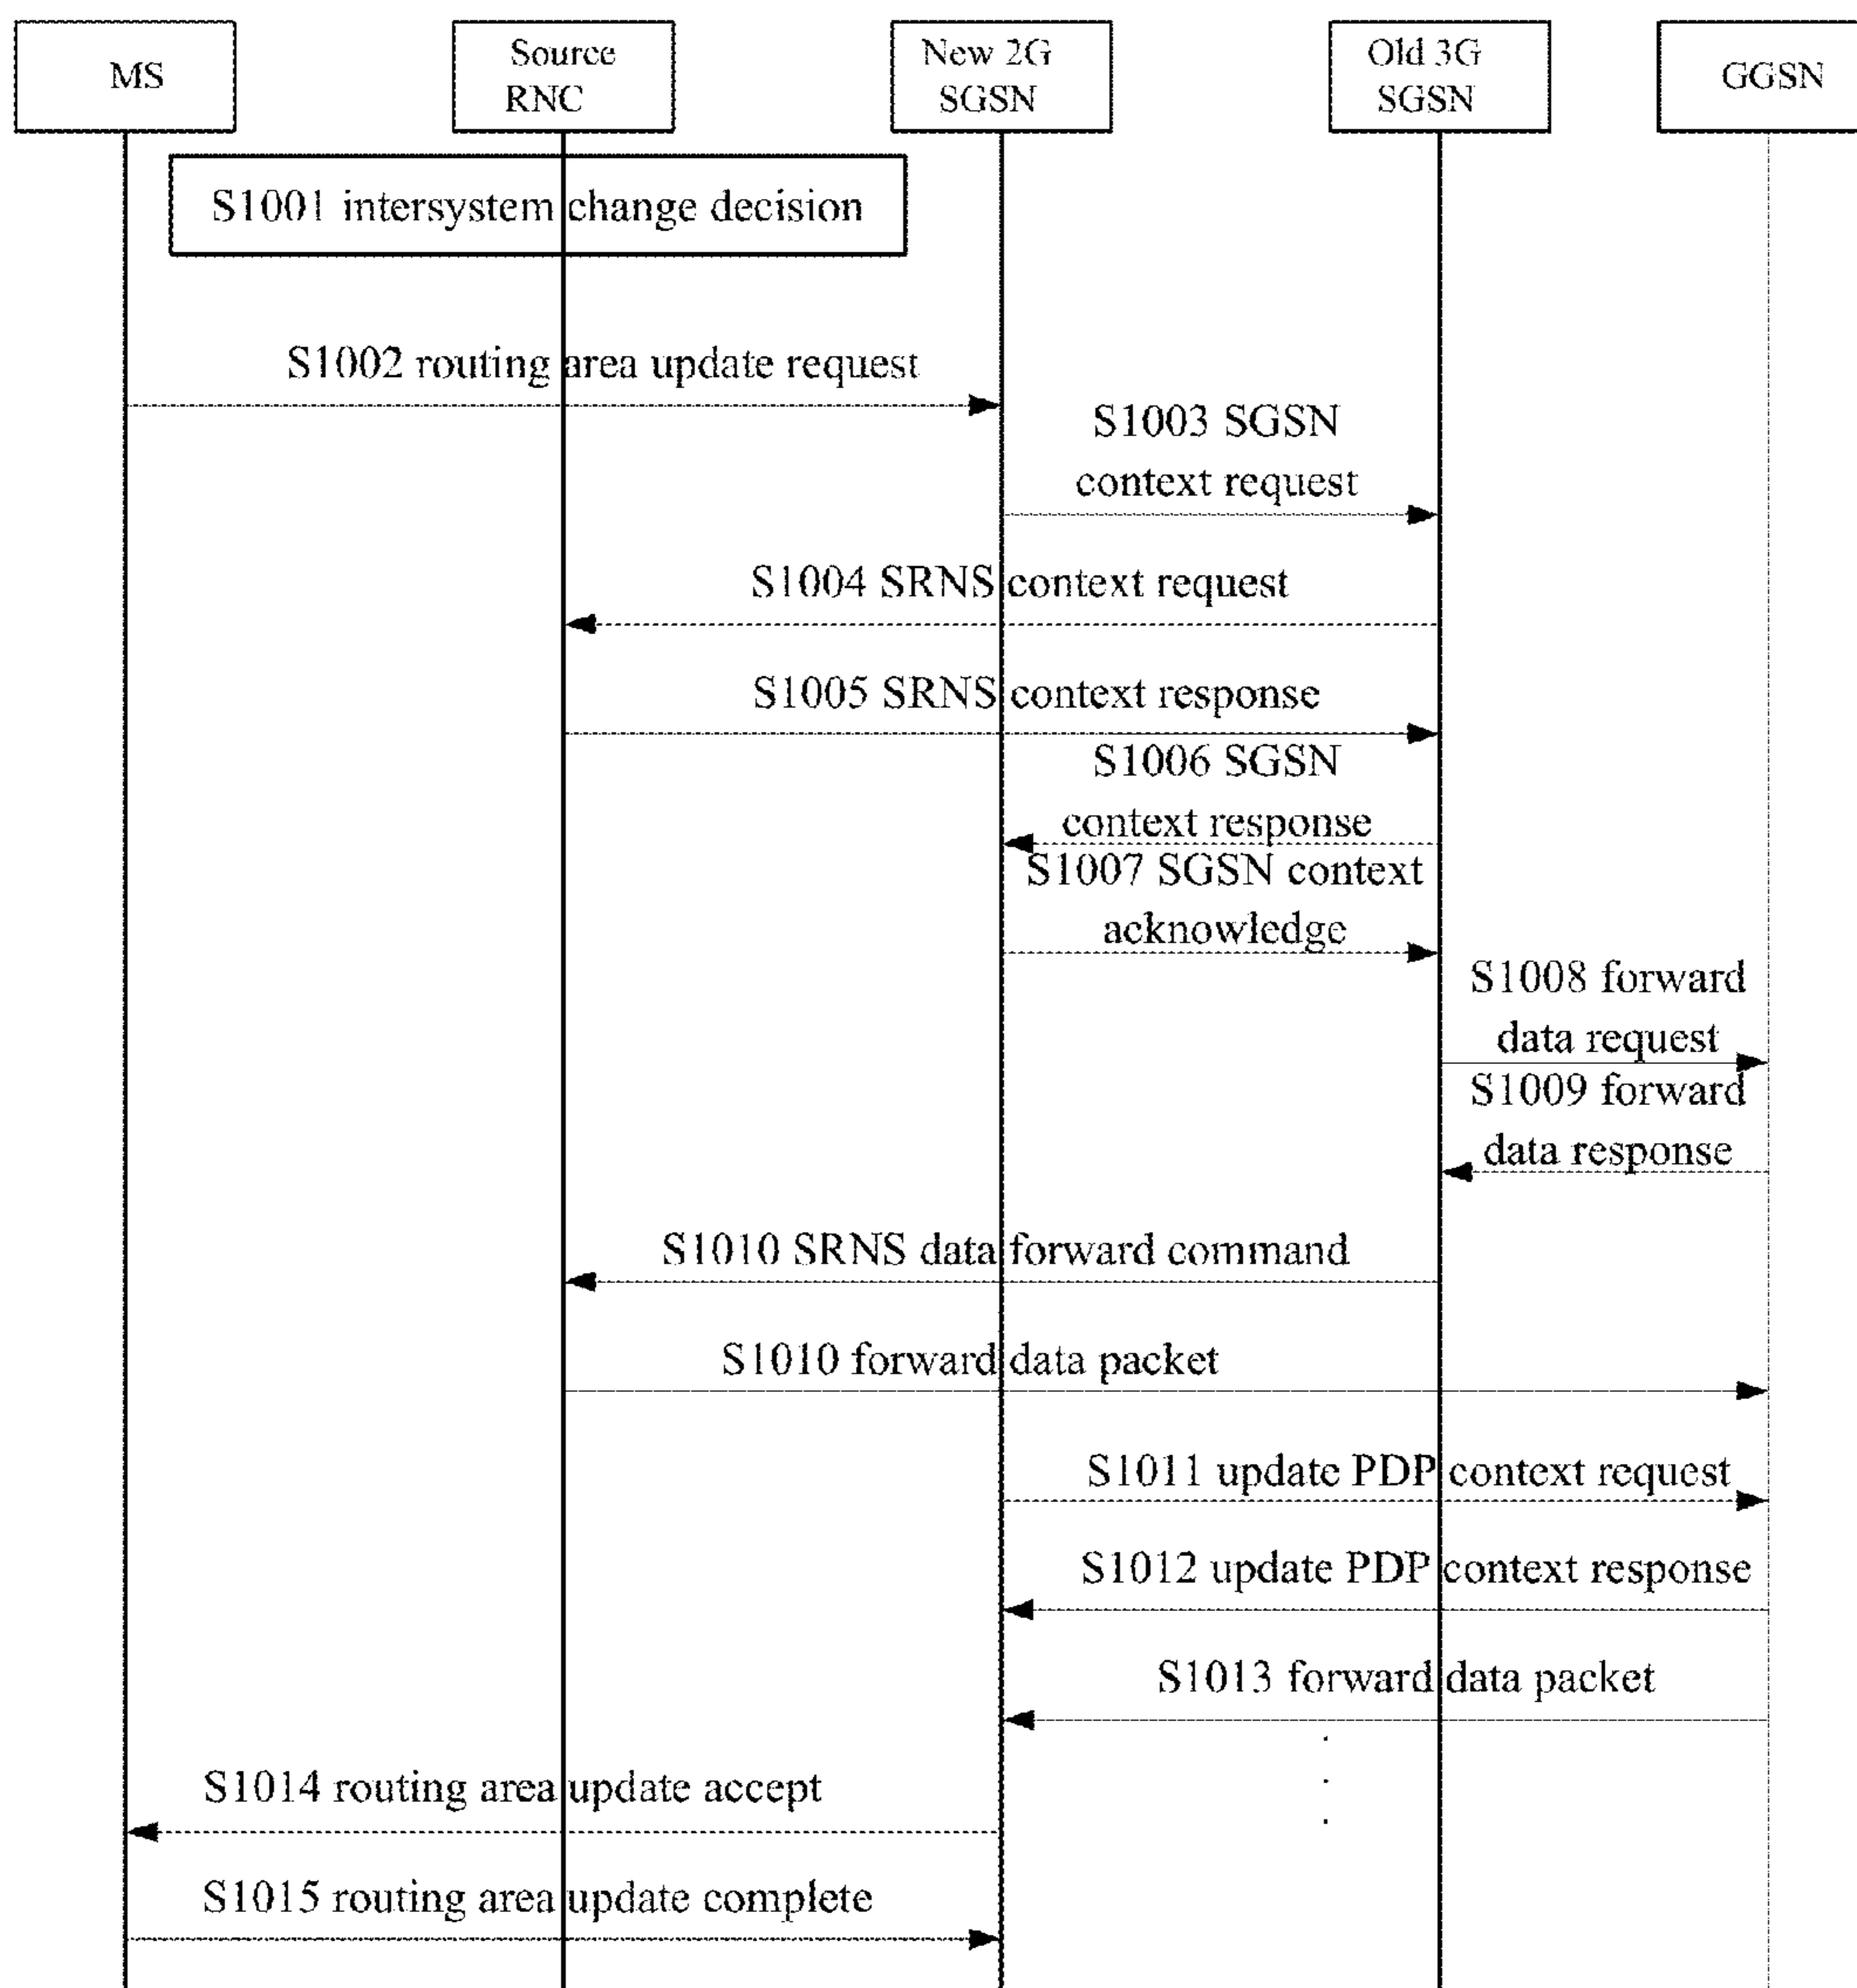 MS
Source
RNC
New 2G
SGSN
Old 3G
SGSN
GGSN
S1001 intersystem change decision
S1002 routing area update request
S1003 SGSN
context request
S1004 SRNS context request
S1005 SRNS context response
S1006 SGSN
context response
S1007 SGSN context
acknowledge
S1008 forward
data request
S1009 forward
data response
S1010 SRNS data forward command
S1010 forward data packet
S1011 update PDP context request
S1012 update PDP context response
S1013 forward data packet
S1014 routing area update accept
S1015 routing area update complete